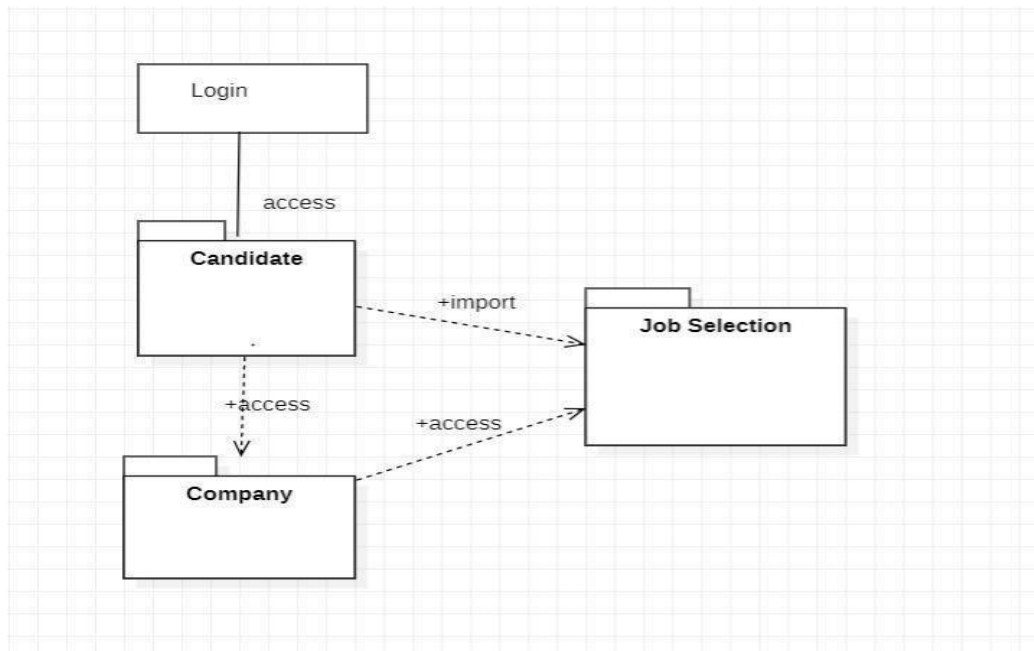 Login
access
Candidate
+import
Job Selection
+access
+access
Company